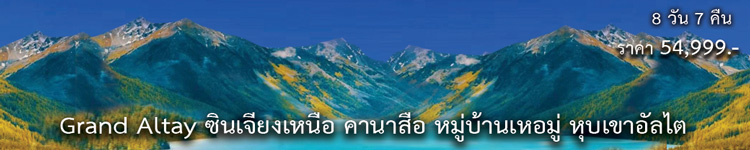 8 วัน 7 คืน
ราคา 54,999.-
Grand Altay ซินเจียงเหนือ คานาสือ หมู่บ้านเหอมู่ หุบเขาอัลไต